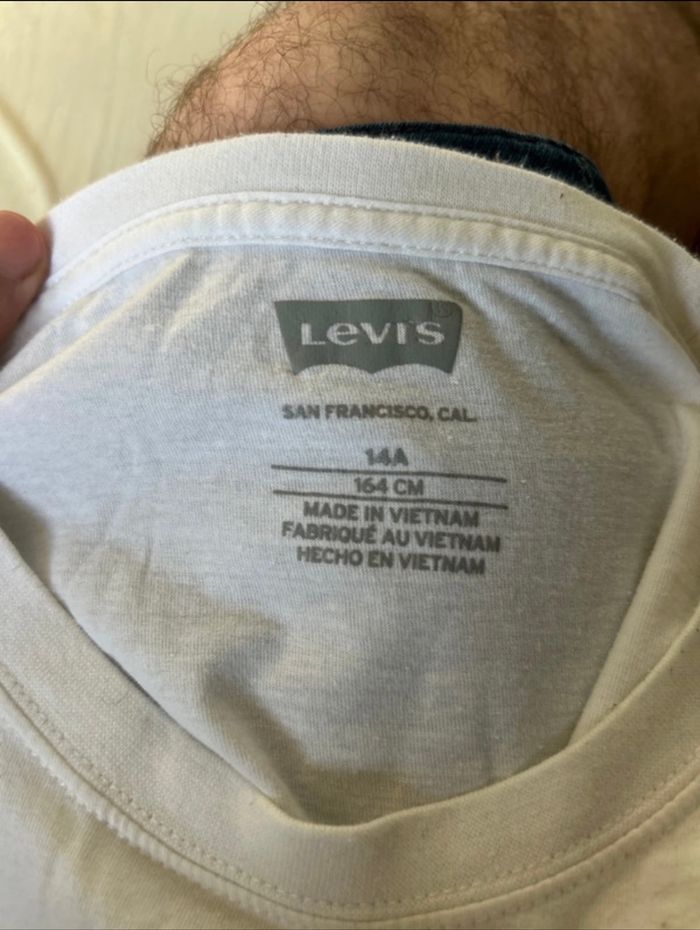 LEVI'S
SAN FRANCISCO, CAL.
14A
164 CM
MADE IN VIETNAM
FABRIQUÉ AU VIETNAM
HECHO EN VIETNAM